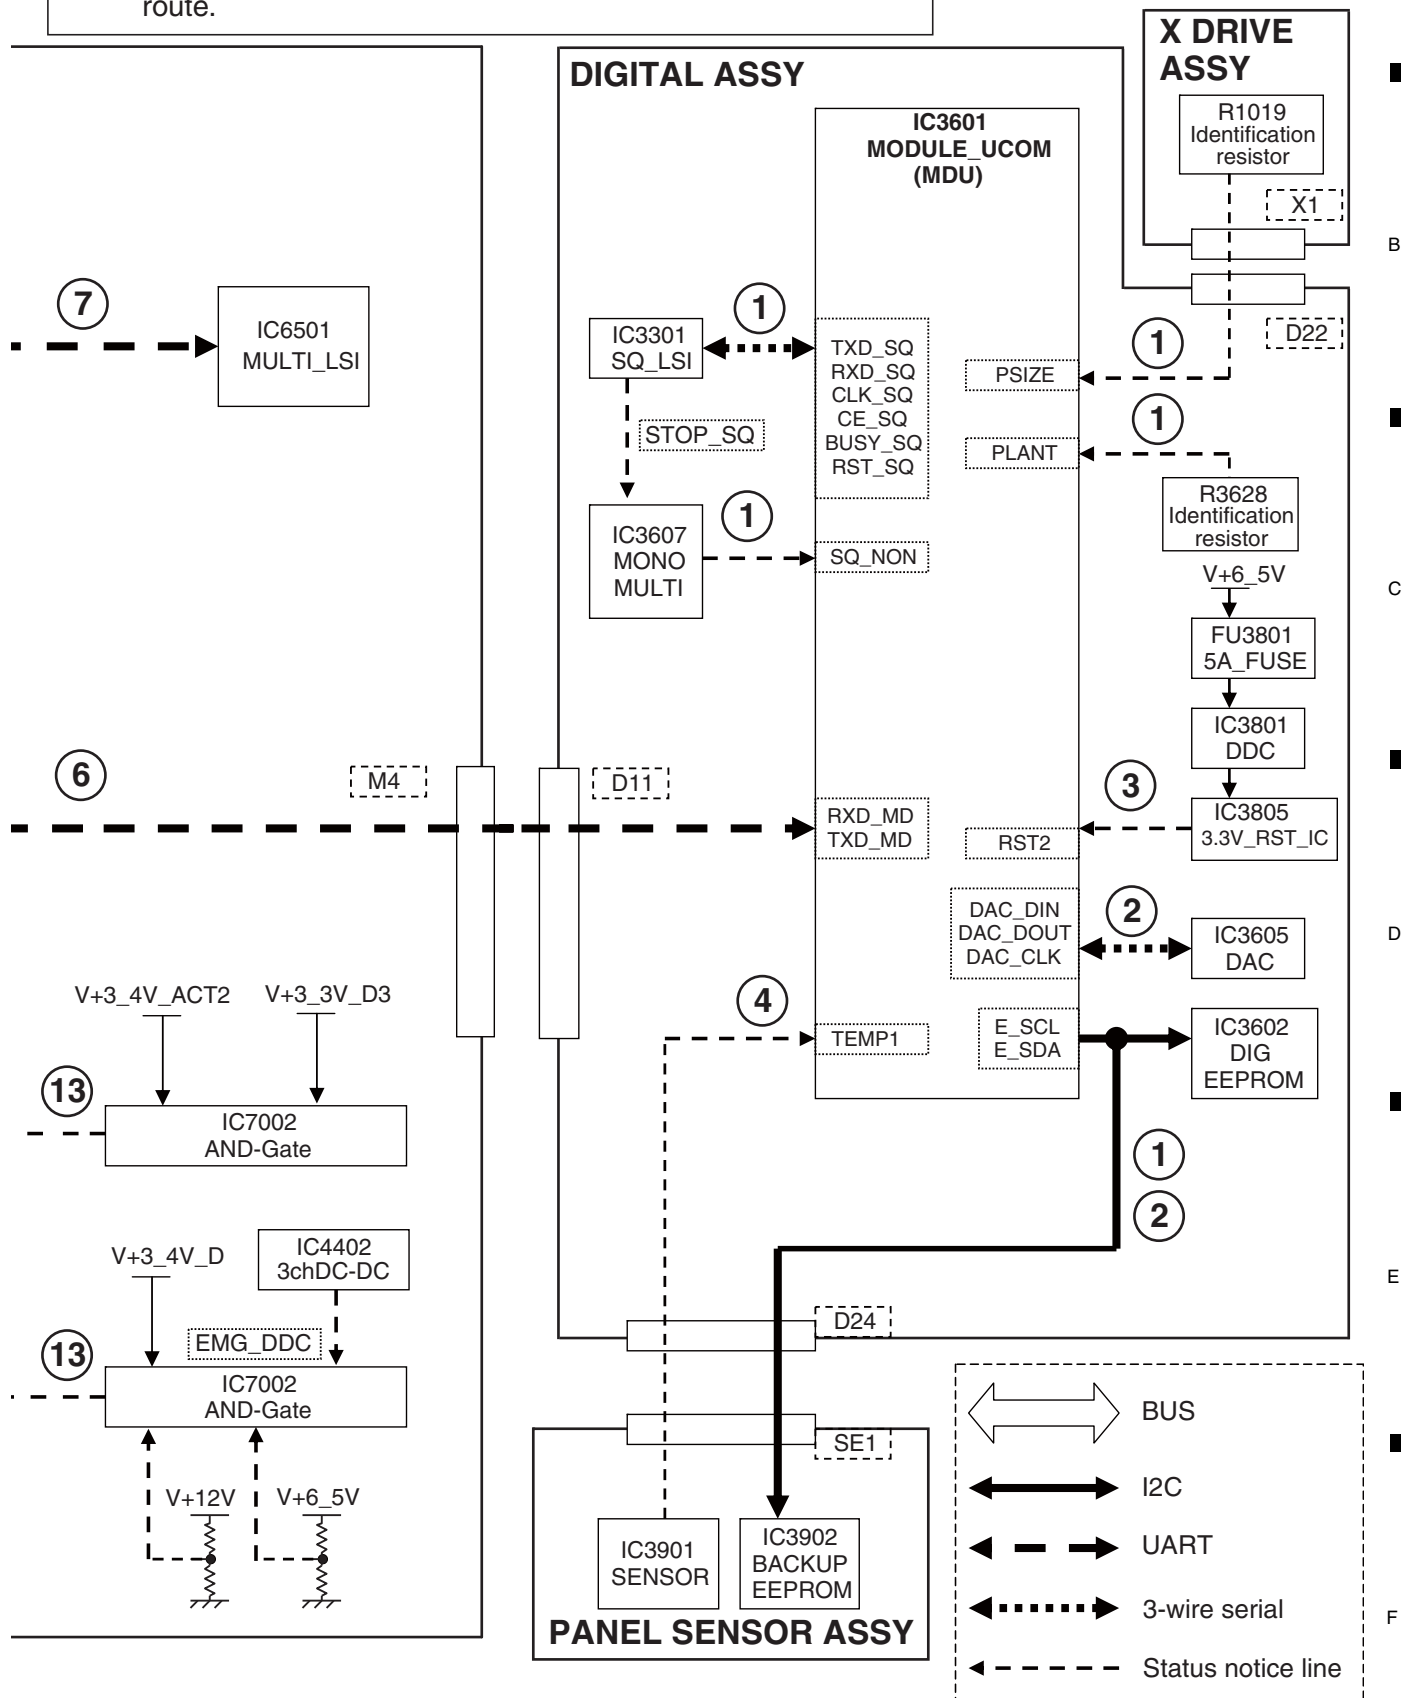 route.
X DRIVE
ASSY
R1019
Identification
resistor
X1
B
DIGITAL ASSY
IC3601
MODULE_UCOM
(MDU)
D22
7
IC6501
MULTI_LSI
1
IC3301
SQ_LSI
TXD_SQ
RXD_SQ
CLK_SQ
CE_SQ
BUSY_SQ
RST_SQ
PSIZE
1
STOP_SQ
PLANT
1
R3628
Identification
resistor
IC3607
MONO
MULTI
1
SQ_NON
V+6_5V
C
FU3801
5A_FUSE
IC3801
DDC
6
M4
D11
RXD_MD
TXD_MD
RST2
3
IC3805
3.3V_RST_IC
DAC_DIN
DAC_DOUT
DAC_CLK
2
IC3605
DAC
D
V+3_4V_ACT2
V+3_3V_D3
4
TEMP1
E_SCL
E_SDA
IC3602
DIG
EEPROM
13
IC7002
AND-Gate
1
2
V+3_4V_D
IC4402
3chDC-DC
E
EMG_DDC
D24
13
IC7002
AND-Gate
SE1
V+12V
V+6_5V
IC3901
SENSOR
IC3902
BACKUP
EEPROM
PANEL SENSOR ASSY
BUS
I2C
UART
3-wire serial
F
Status notice line